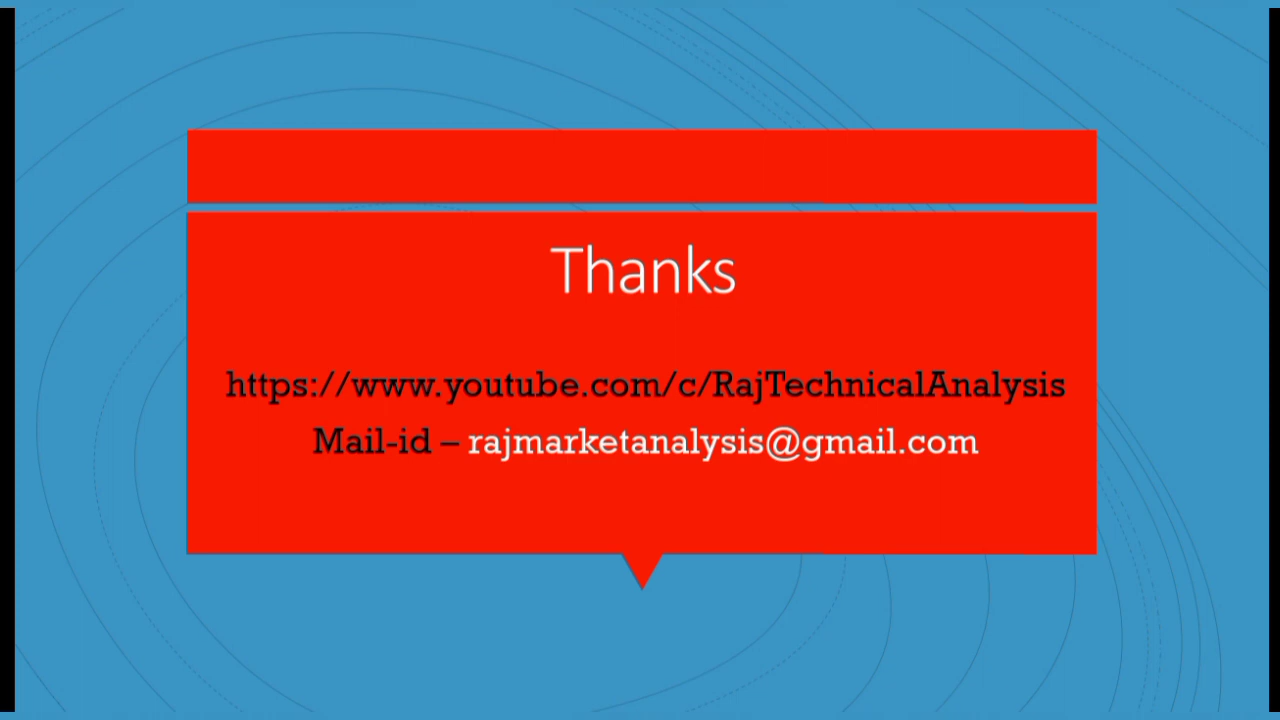 Thanks
https://www.youtube.com/c/RajTechnicalAnalysis
Mail-id – rajmarketanalysis@gmail.com